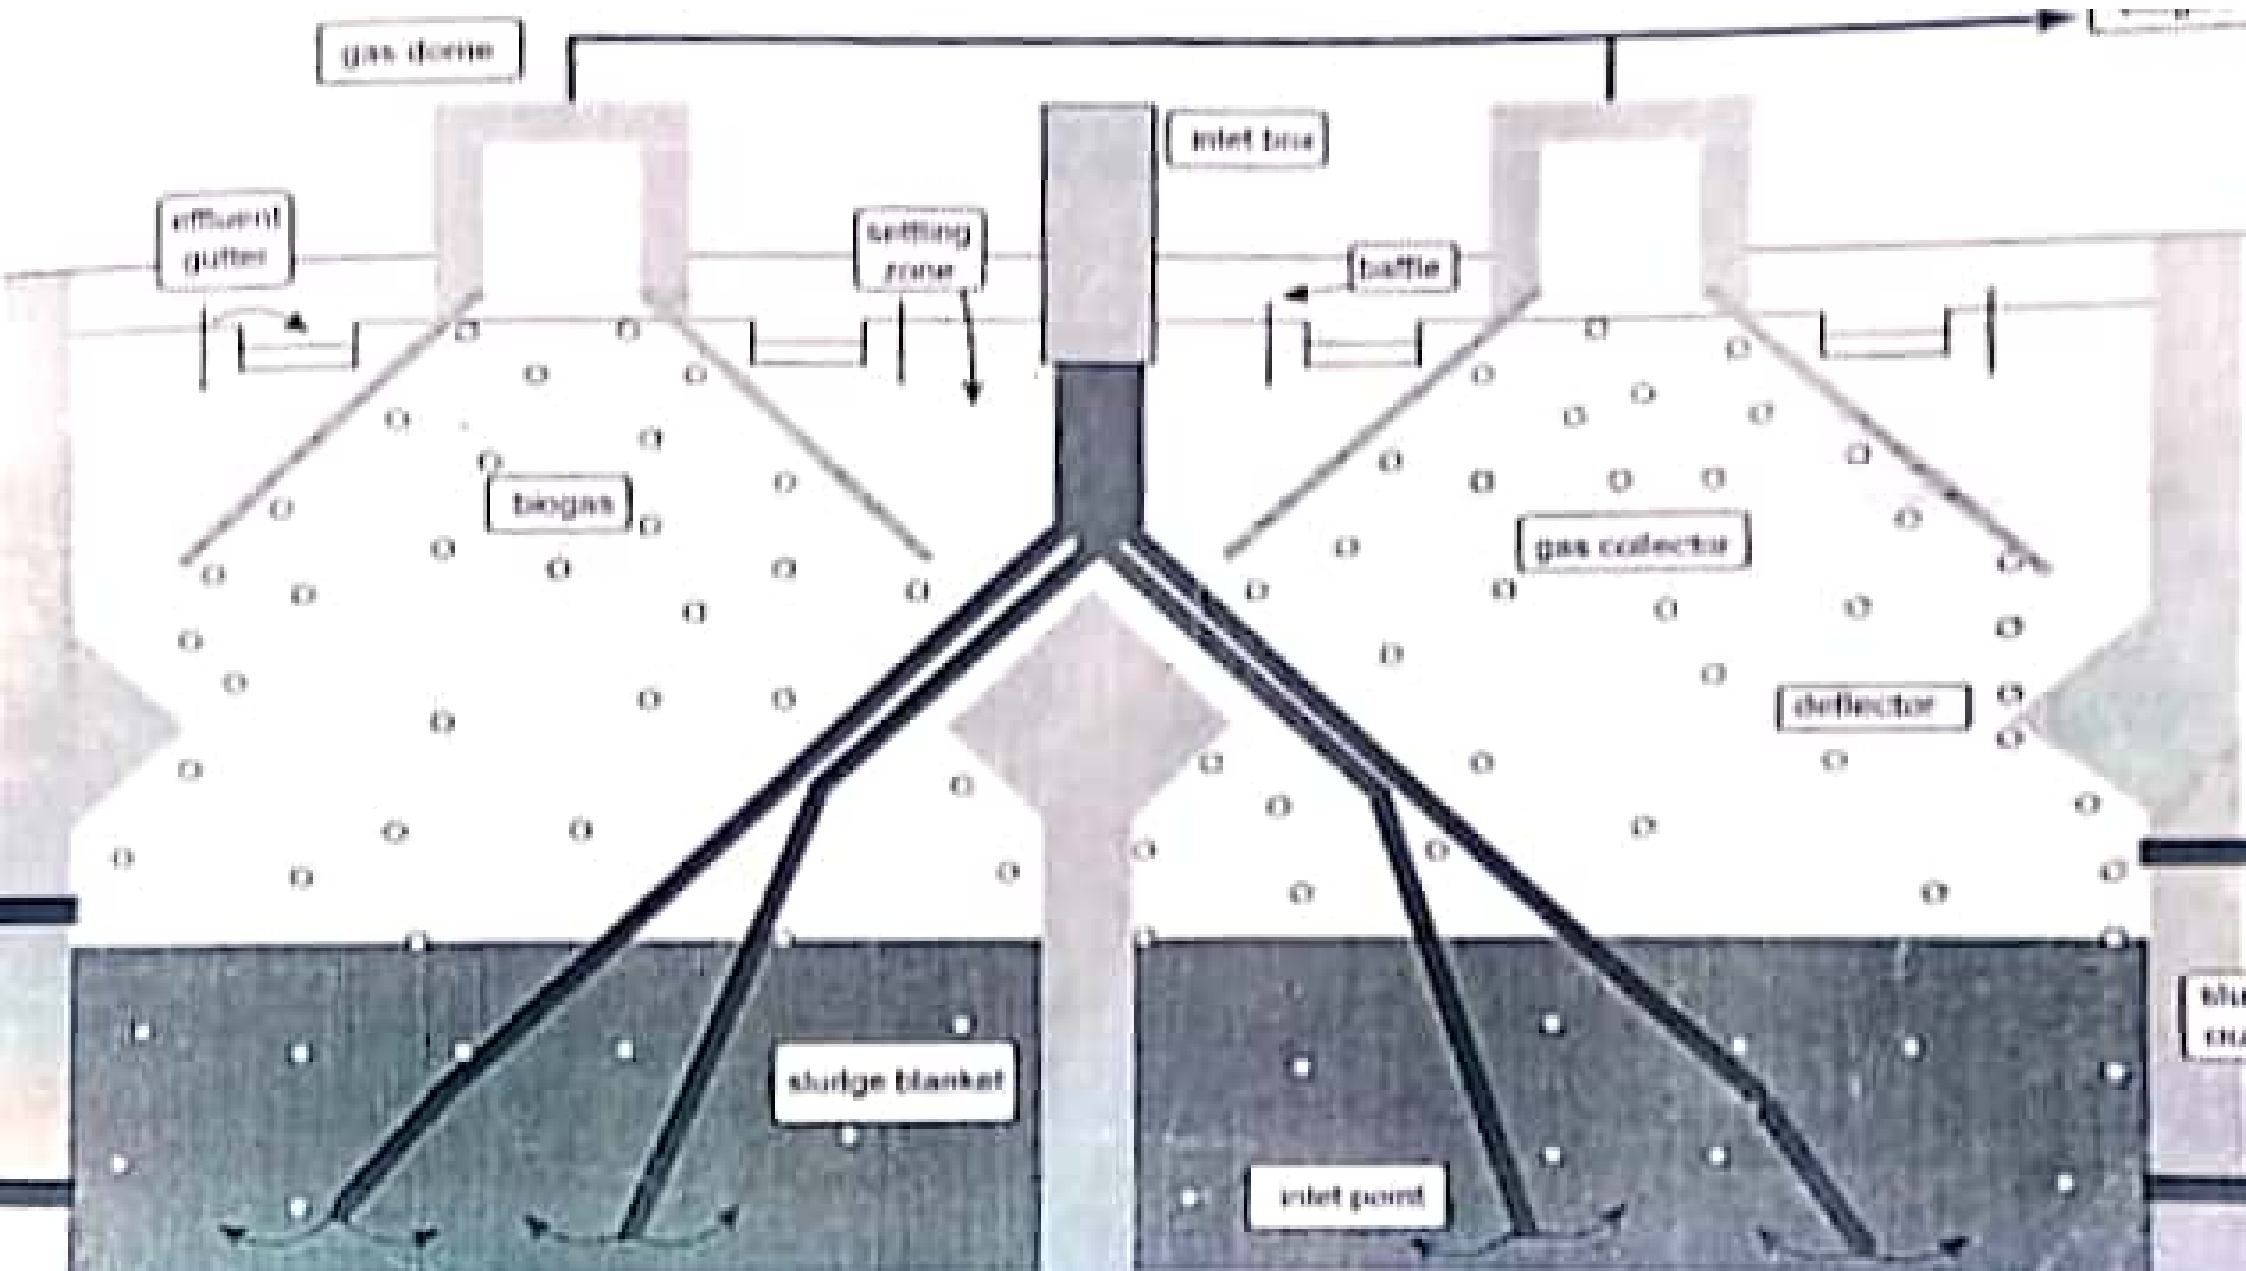 gas dome
inlet box
effluent
gutter
settling
zone
baffle
biogas
gas collector
deflector
sludge blanket
inlet point